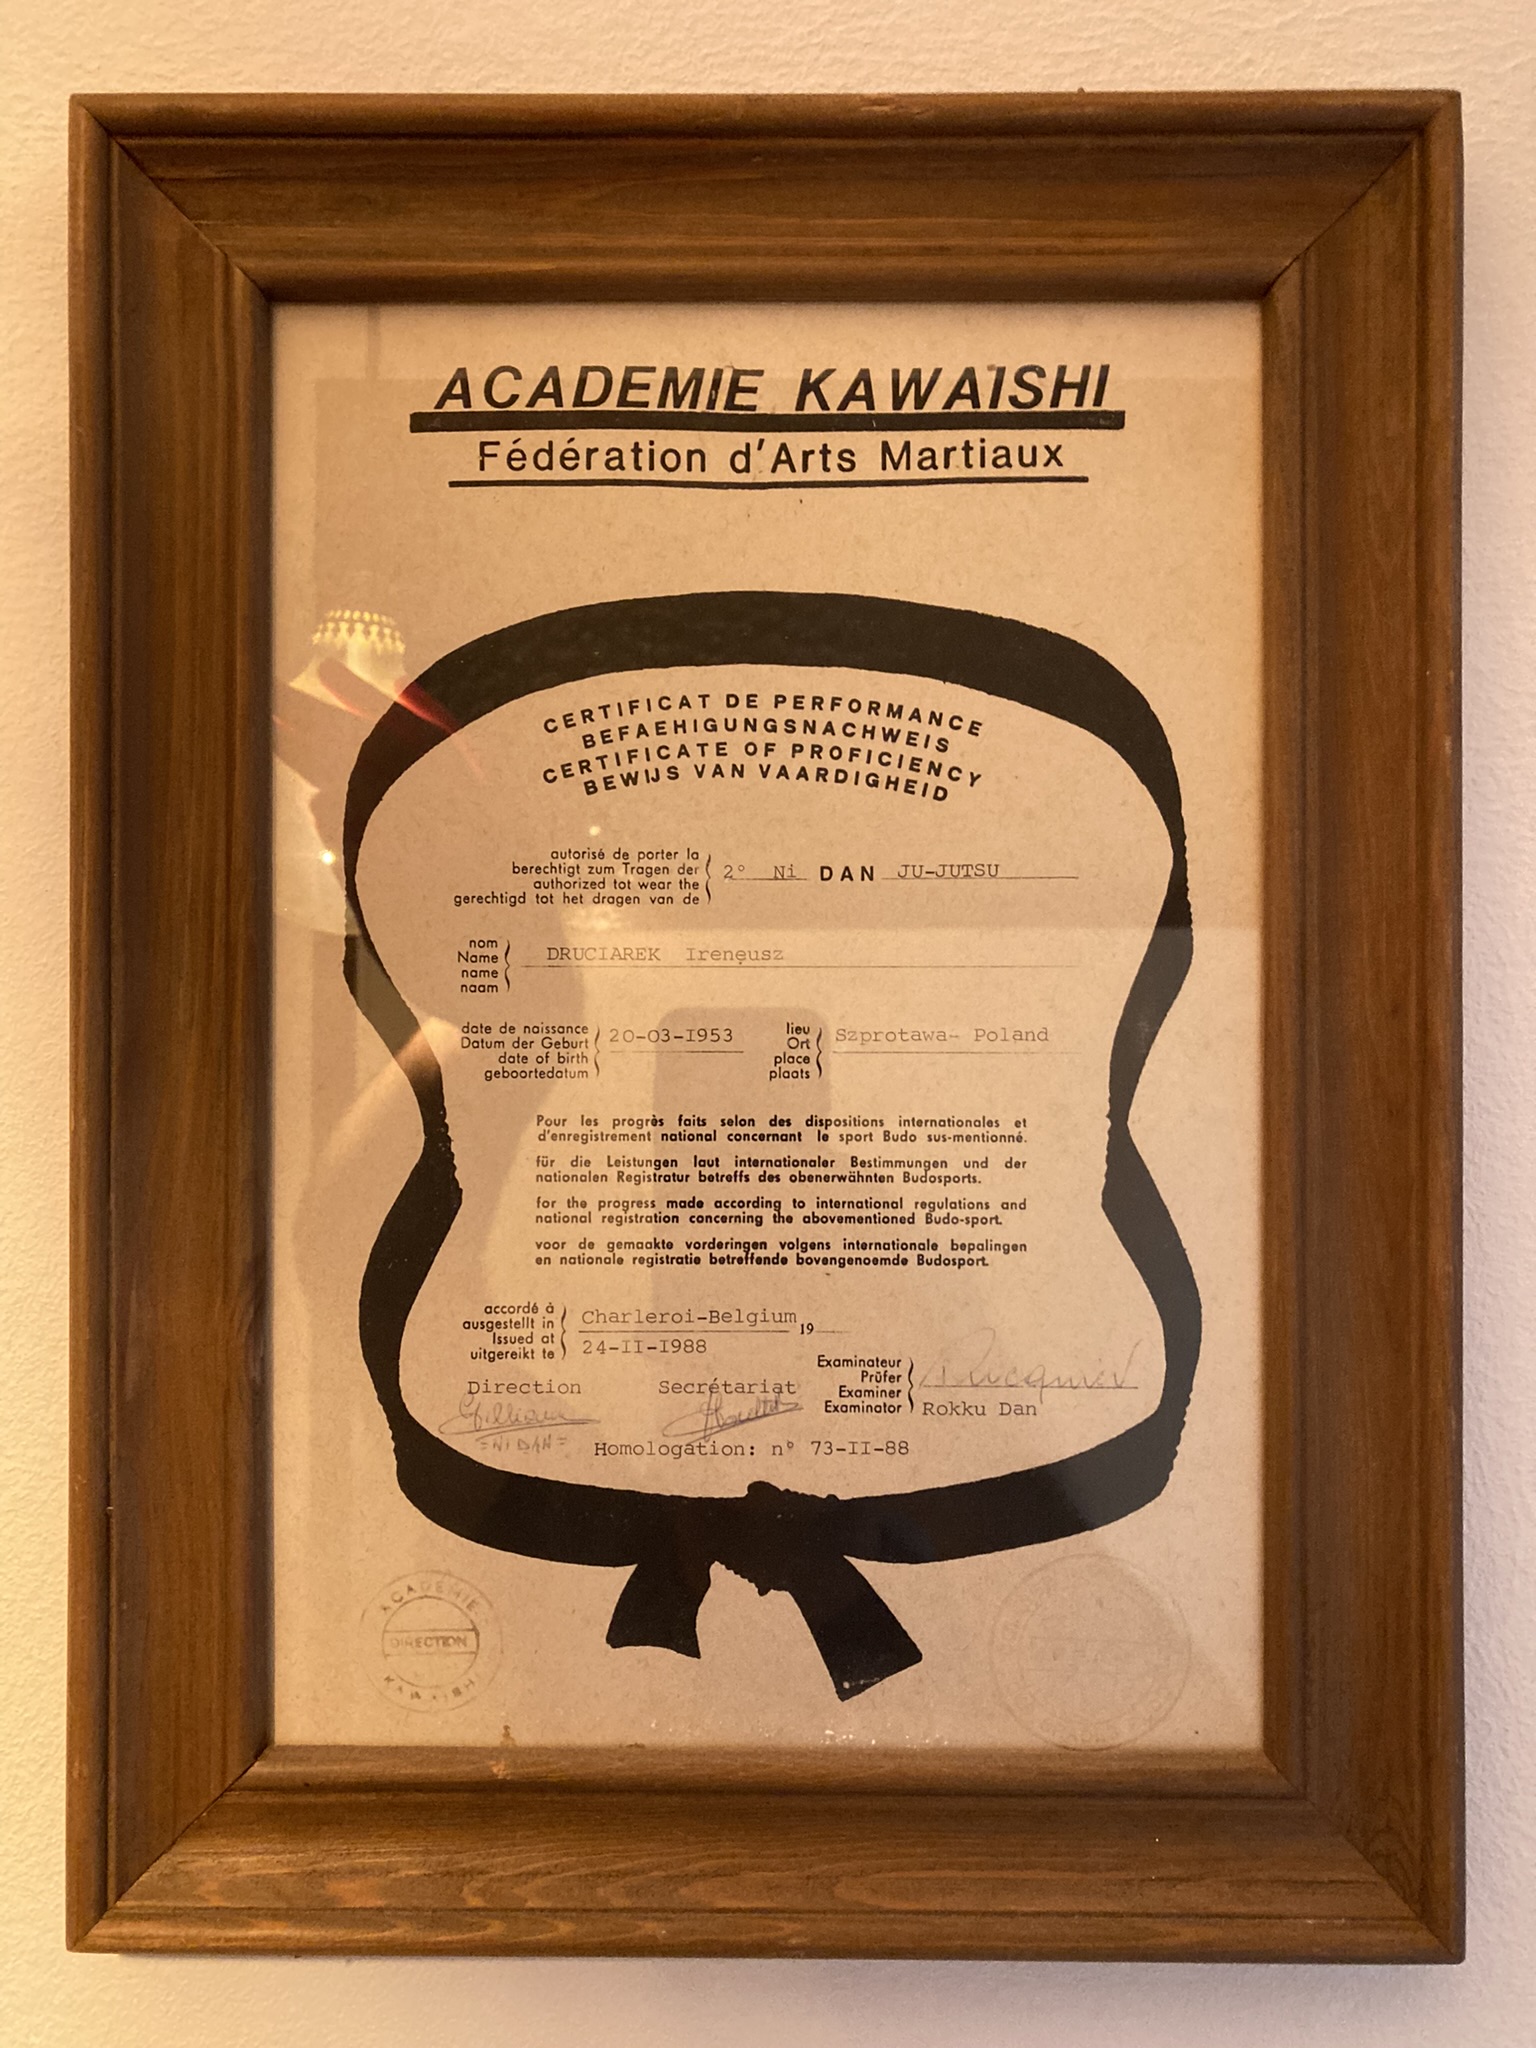 ACADEMIE KAWAISHI
Fédération d'Arts Martiaux
CERTIFICAT DE PERFORMANCE
BEFAEHIGUNGSNACHWEIS
CERTIFICATE OF PROFICIENCY
BEWIJS VAN VAARDIGHEID
autorisé de porter la
berechtigt zum Tragen der
authorized tot wear the
gerechtigd tot het dragen van de
2° Ni DAN JU-JUTSU
nom
Name
name
naam
DRUCIAREK Ireneusz
date de naissance
Datum der Geburt
date of birth
geboortedatum
20-03-I953
lieu
Ort
place
plaats
Szprotawa- Poland
Pour les progrès faits selon des dispositions internationales et
d'enregistrement national concernant le sport Budo sus-mentionné.
für die Leistungen laut internationaler Bestimmungen und der
nationalen Registratur betreffs des obenerwähnten Budosports.
for the progress made according to international regulations and
national registration concerning the abovementioned Budo-sport.
voor de gemaakte vorderingen volgens internationale bepalingen
en nationale registratie betreffende bovengenoemde Budosport.
accordé à
ausgestellt in
Issued at
uitgereikt te
Charleroi-Belgium 19
24-II-I988
Examinateur
Prüfer
Examiner
Examinator
Rokku Dan
Direction
Secrétariat
=NI DAN=
Homologation: n° 73-II-88
ACADEMIE
DIRECTION